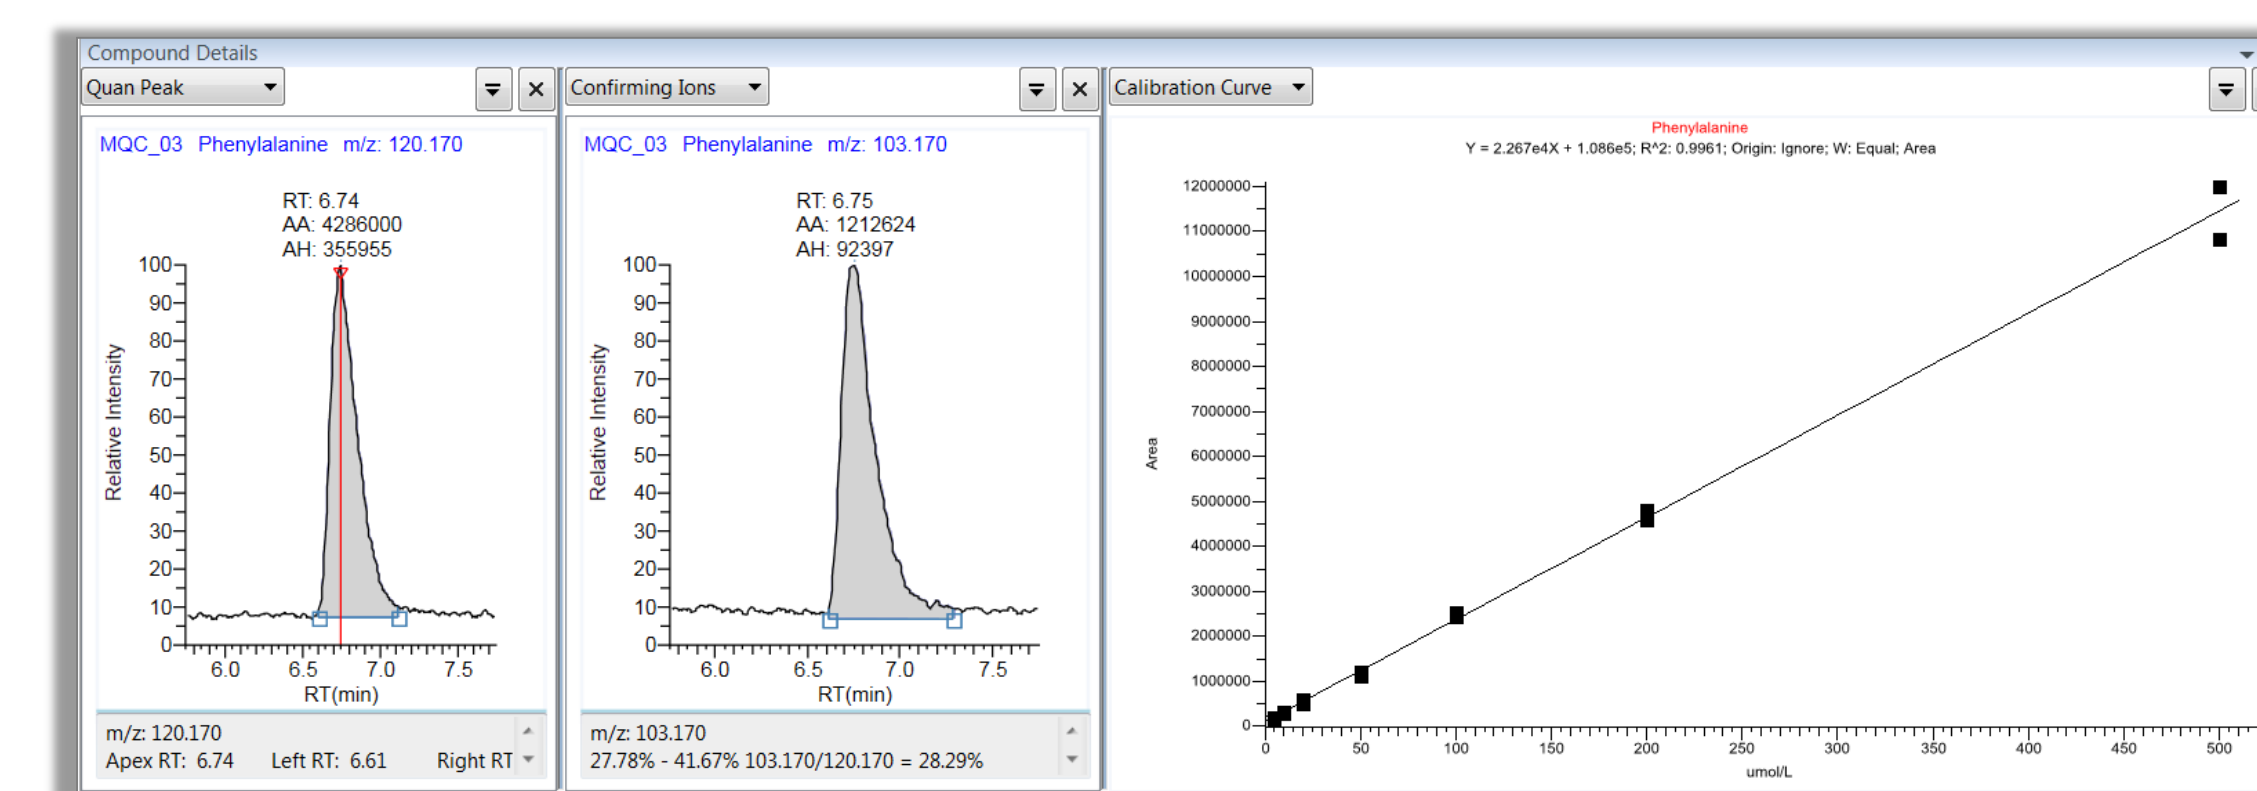 Compound Details
Quan Peak
MQC_03 Phenylalanine m/z: 120.170
RT: 6.74
AA: 4286000
AH: 355955
100
90
80
70
60
50
40
30
20
10
0
Relative Intensity
6.0 6.5 7.0 7.5
RT(min)
m/z: 120.170
Apex RT: 6.74 Left RT: 6.61 Right RT
Confirming Ions
MQC_03 Phenylalanine m/z: 103.170
RT: 6.75
AA: 1212624
AH: 92397
100
90
80
70
60
50
40
30
20
10
0
Relative Intensity
6.0 6.5 7.0 7.5
RT(min)
m/z: 103.170
27.78% - 41.67% 103.170/120.170 = 28.29%
Calibration Curve
Phenylalanine
Y = 2.267e4X + 1.086e5; R^2: 0.9961; Origin: Ignore; W: Equal; Area
12000000
11000000
10000000
9000000
8000000
7000000
6000000
5000000
4000000
3000000
2000000
1000000
0
Area
0 50 100 150 200 250 300 350 400 450 500
umol/L